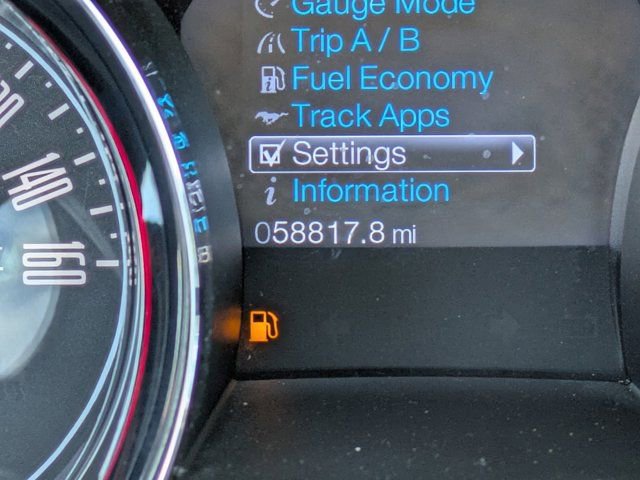 Gauge Mode
Trip A / B
Fuel Economy
Track Apps
Settings
Information
058817.8 mi
140
160